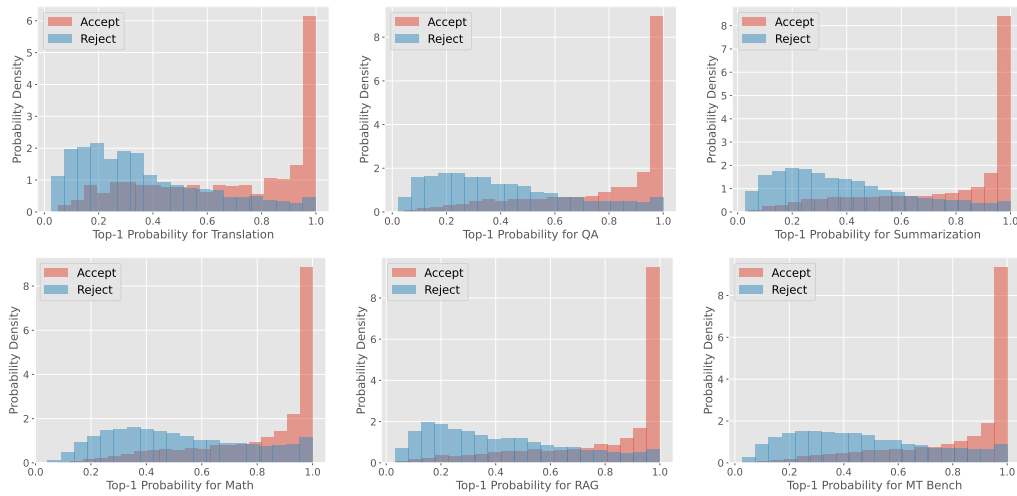 Accept
Reject
Probability Density
6
5
4
3
2
1
0
0.0 0.2 0.4 0.6 0.8 1.0
Top-1 Probability for Translation
Accept
Reject
Probability Density
8
6
4
2
0
0.0 0.2 0.4 0.6 0.8 1.0
Top-1 Probability for QA
Accept
Reject
Probability Density
8
7
6
5
4
3
2
1
0
0.0 0.2 0.4 0.6 0.8 1.0
Top-1 Probability for Summarization
Accept
Reject
Probability Density
8
6
4
2
0
0.0 0.2 0.4 0.6 0.8 1.0
Top-1 Probability for Math
Accept
Reject
Probability Density
8
6
4
2
0
0.0 0.2 0.4 0.6 0.8 1.0
Top-1 Probability for RAG
Accept
Reject
Probability Density
8
6
4
2
0
0.0 0.2 0.4 0.6 0.8 1.0
Top-1 Probability for MT Bench